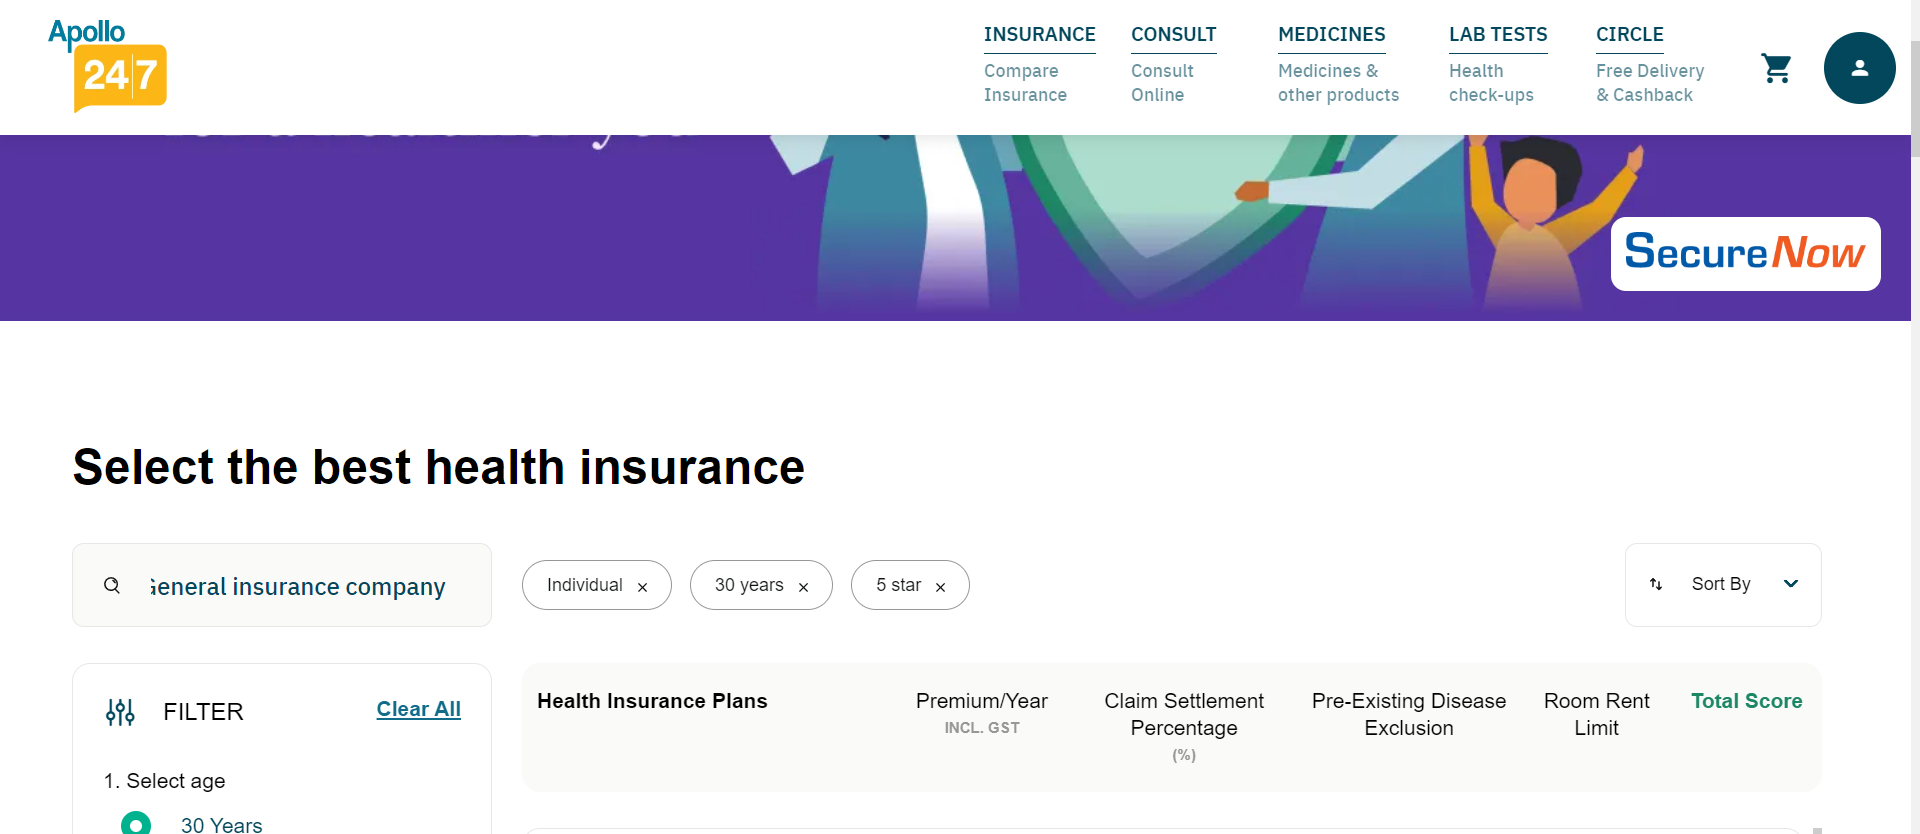 Apollo
24|7
INSURANCE
Compare
Insurance
CONSULT
Consult
Online
MEDICINES
Medicines &
other products
LAB TESTS
Health
check-ups
CIRCLE
Free Delivery
& Cashback
SecureNow
Select the best health insurance
General insurance company
Individual ×
30 years ×
5 star ×
Sort By
FILTER
Clear All
1. Select age
30 Years
Health Insurance Plans
Premium/Year
INCL. GST
Claim Settlement
Percentage
(%)
Pre-Existing Disease
Exclusion
Room Rent
Limit
Total Score